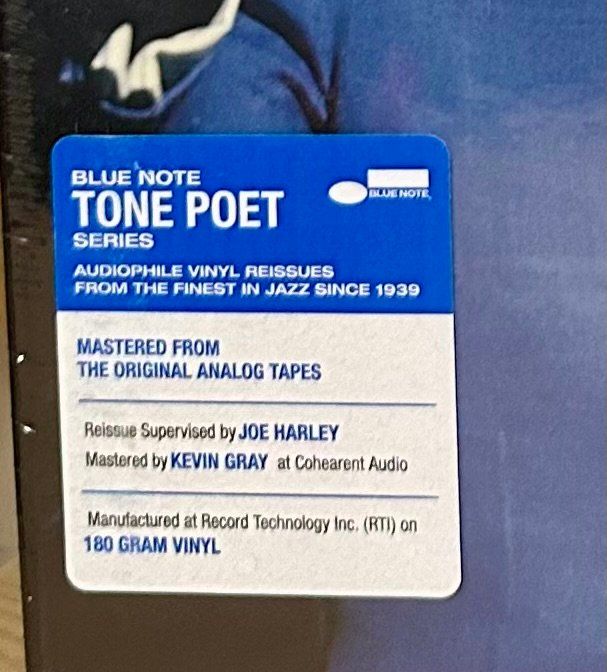 BLUE NOTE
TONE POET
SERIES
BLUE NOTE
AUDIOPHILE VINYL REISSUES
FROM THE FINEST IN JAZZ SINCE 1939
MASTERED FROM
THE ORIGINAL ANALOG TAPES
Reissue Supervised by JOE HARLEY
Mastered by KEVIN GRAY at Cohearent Audio
Manufactured at Record Technology Inc. (RTI) on
180 GRAM VINYL